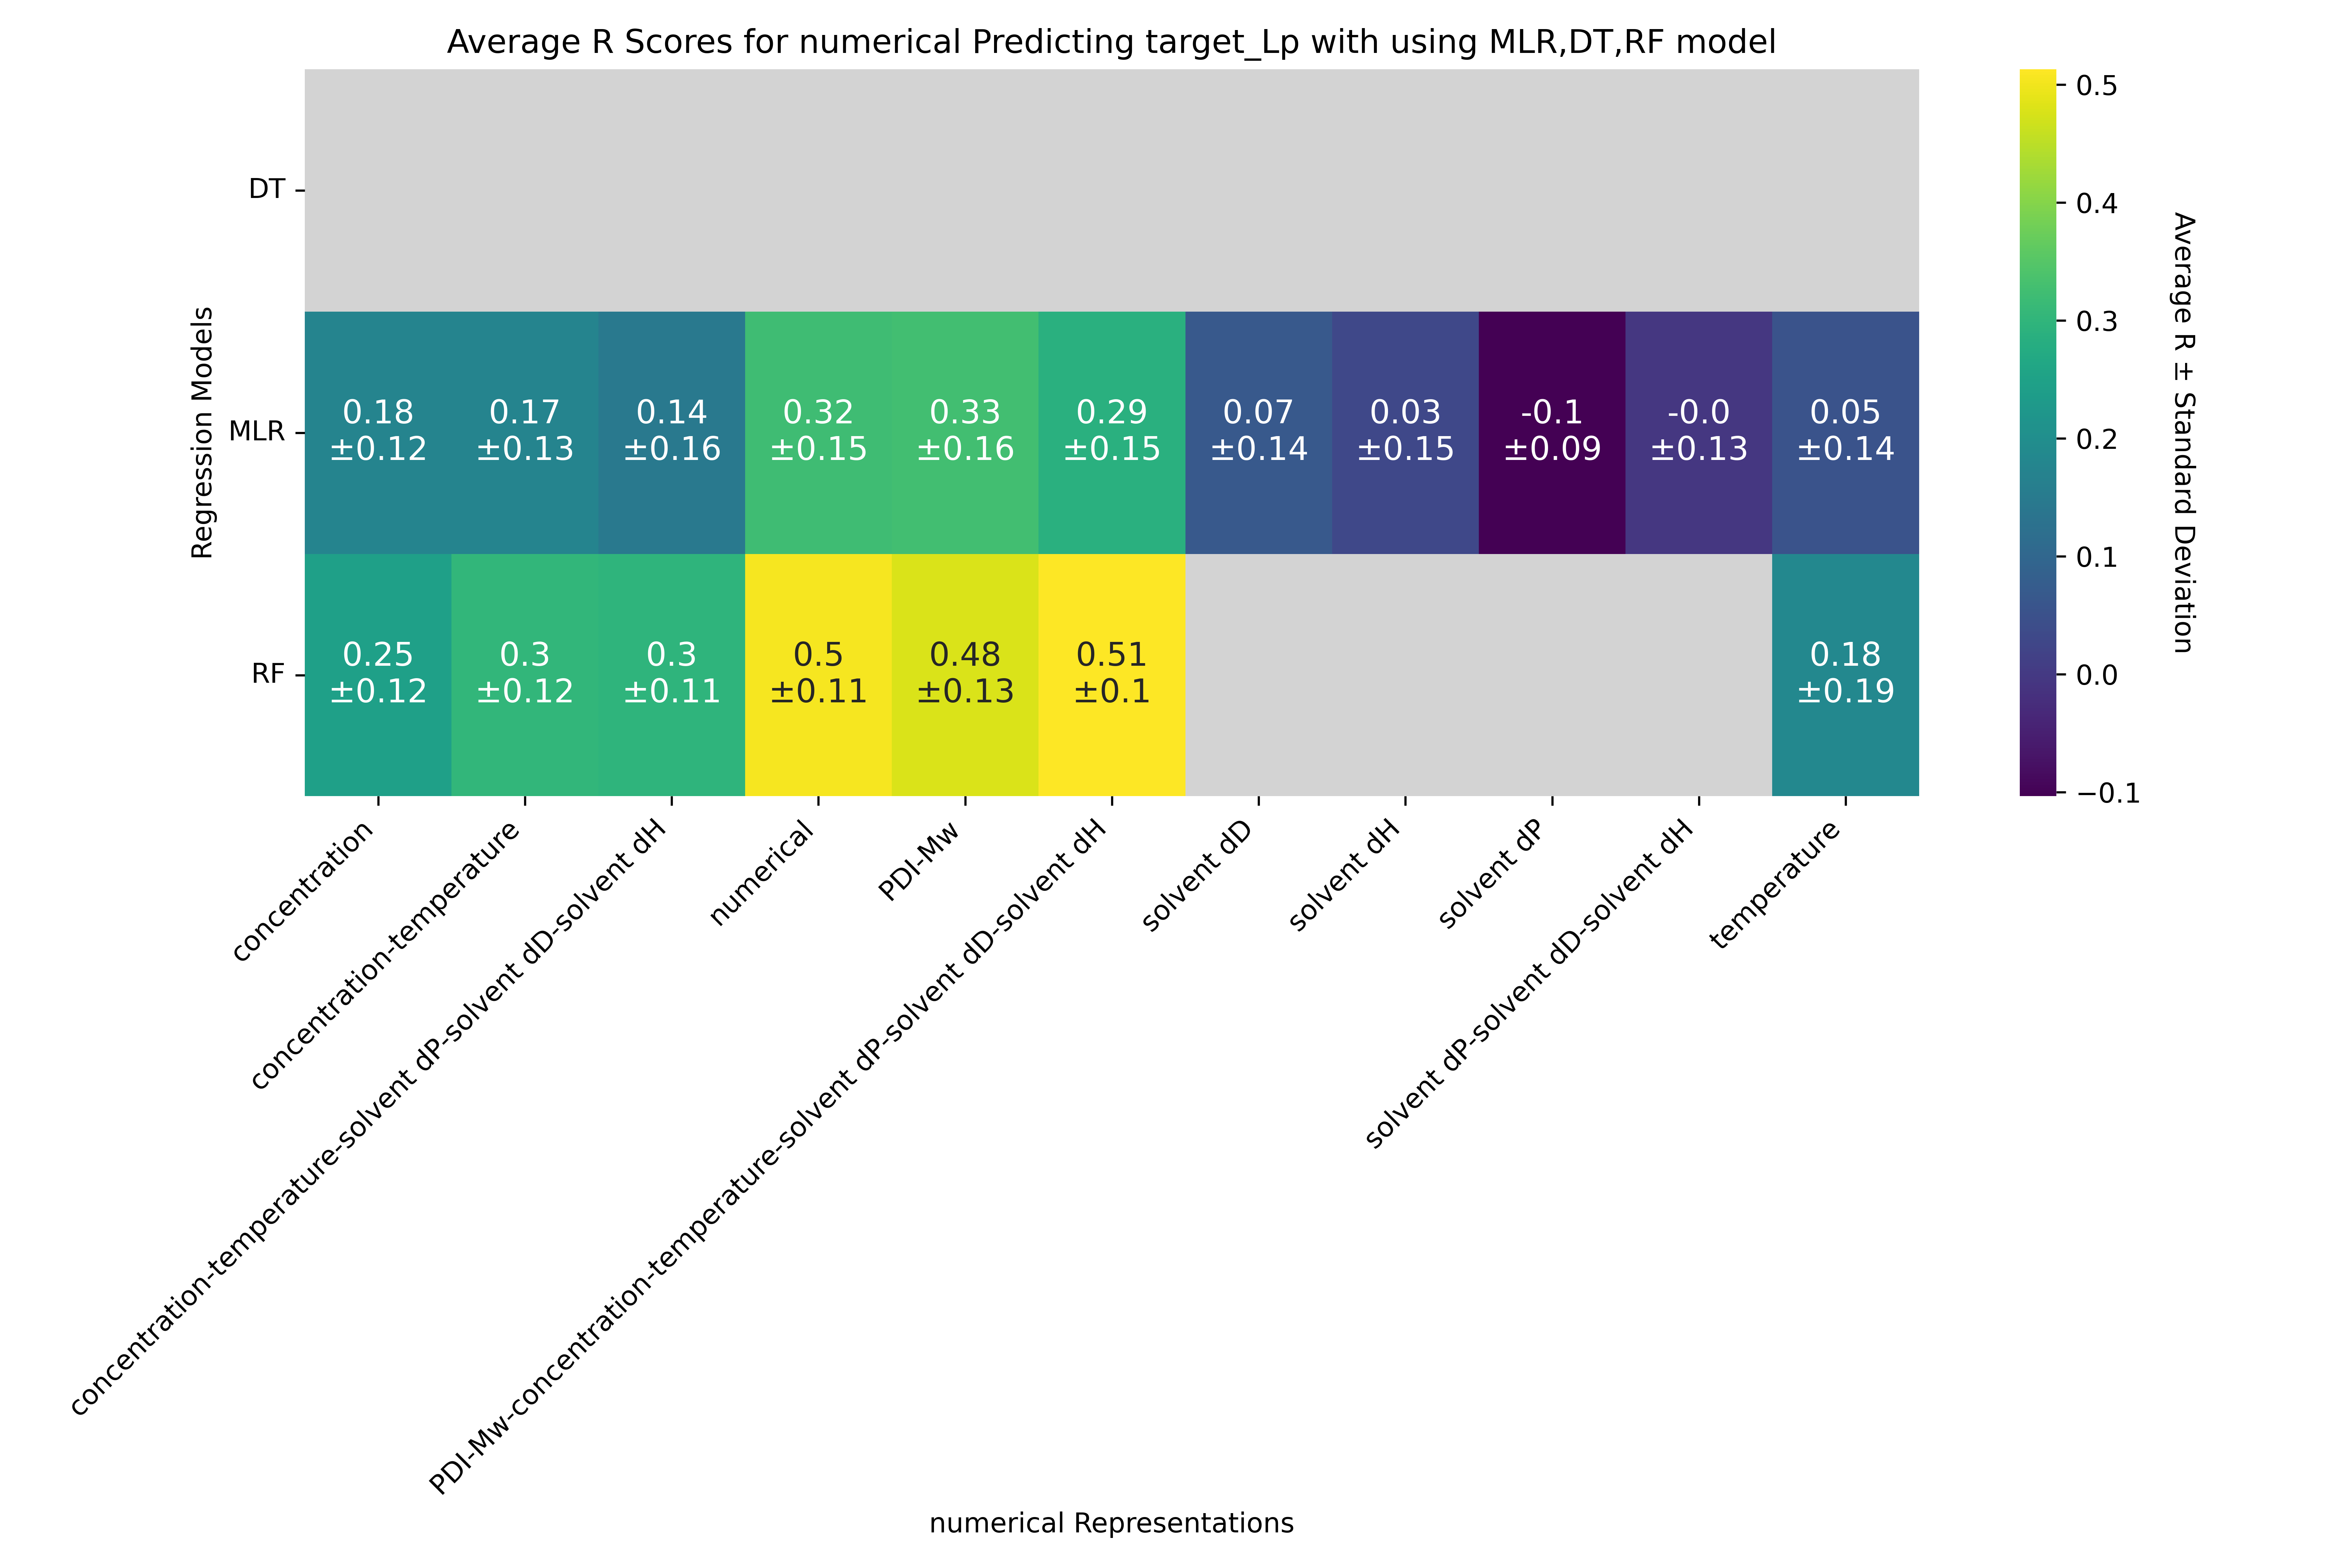 Average R Scores for numerical Predicting target_Lp with using MLR,DT,RF model
Regression Models
DT
MLR
RF
0.18
±0.12
0.17
±0.13
0.14
±0.16
0.32
±0.15
0.33
±0.16
0.29
±0.15
0.07
±0.14
0.03
±0.15
-0.1
±0.09
-0.0
±0.13
0.05
±0.14
0.25
±0.12
0.3
±0.12
0.3
±0.11
0.5
±0.11
0.48
±0.13
0.51
±0.1
0.18
±0.19
concentration
concentration-temperature
concentration-temperature-solvent dP-solvent dD-solvent dH
numerical
PDI-Mw
PDI-Mw-concentration-temperature-solvent dP-solvent dD-solvent dH
solvent dD
solvent dH
solvent dP
solvent dP-solvent dD-solvent dH
temperature
numerical Representations
0.5
0.4
0.3
0.2
0.1
0.0
−0.1
Average R ± Standard Deviation